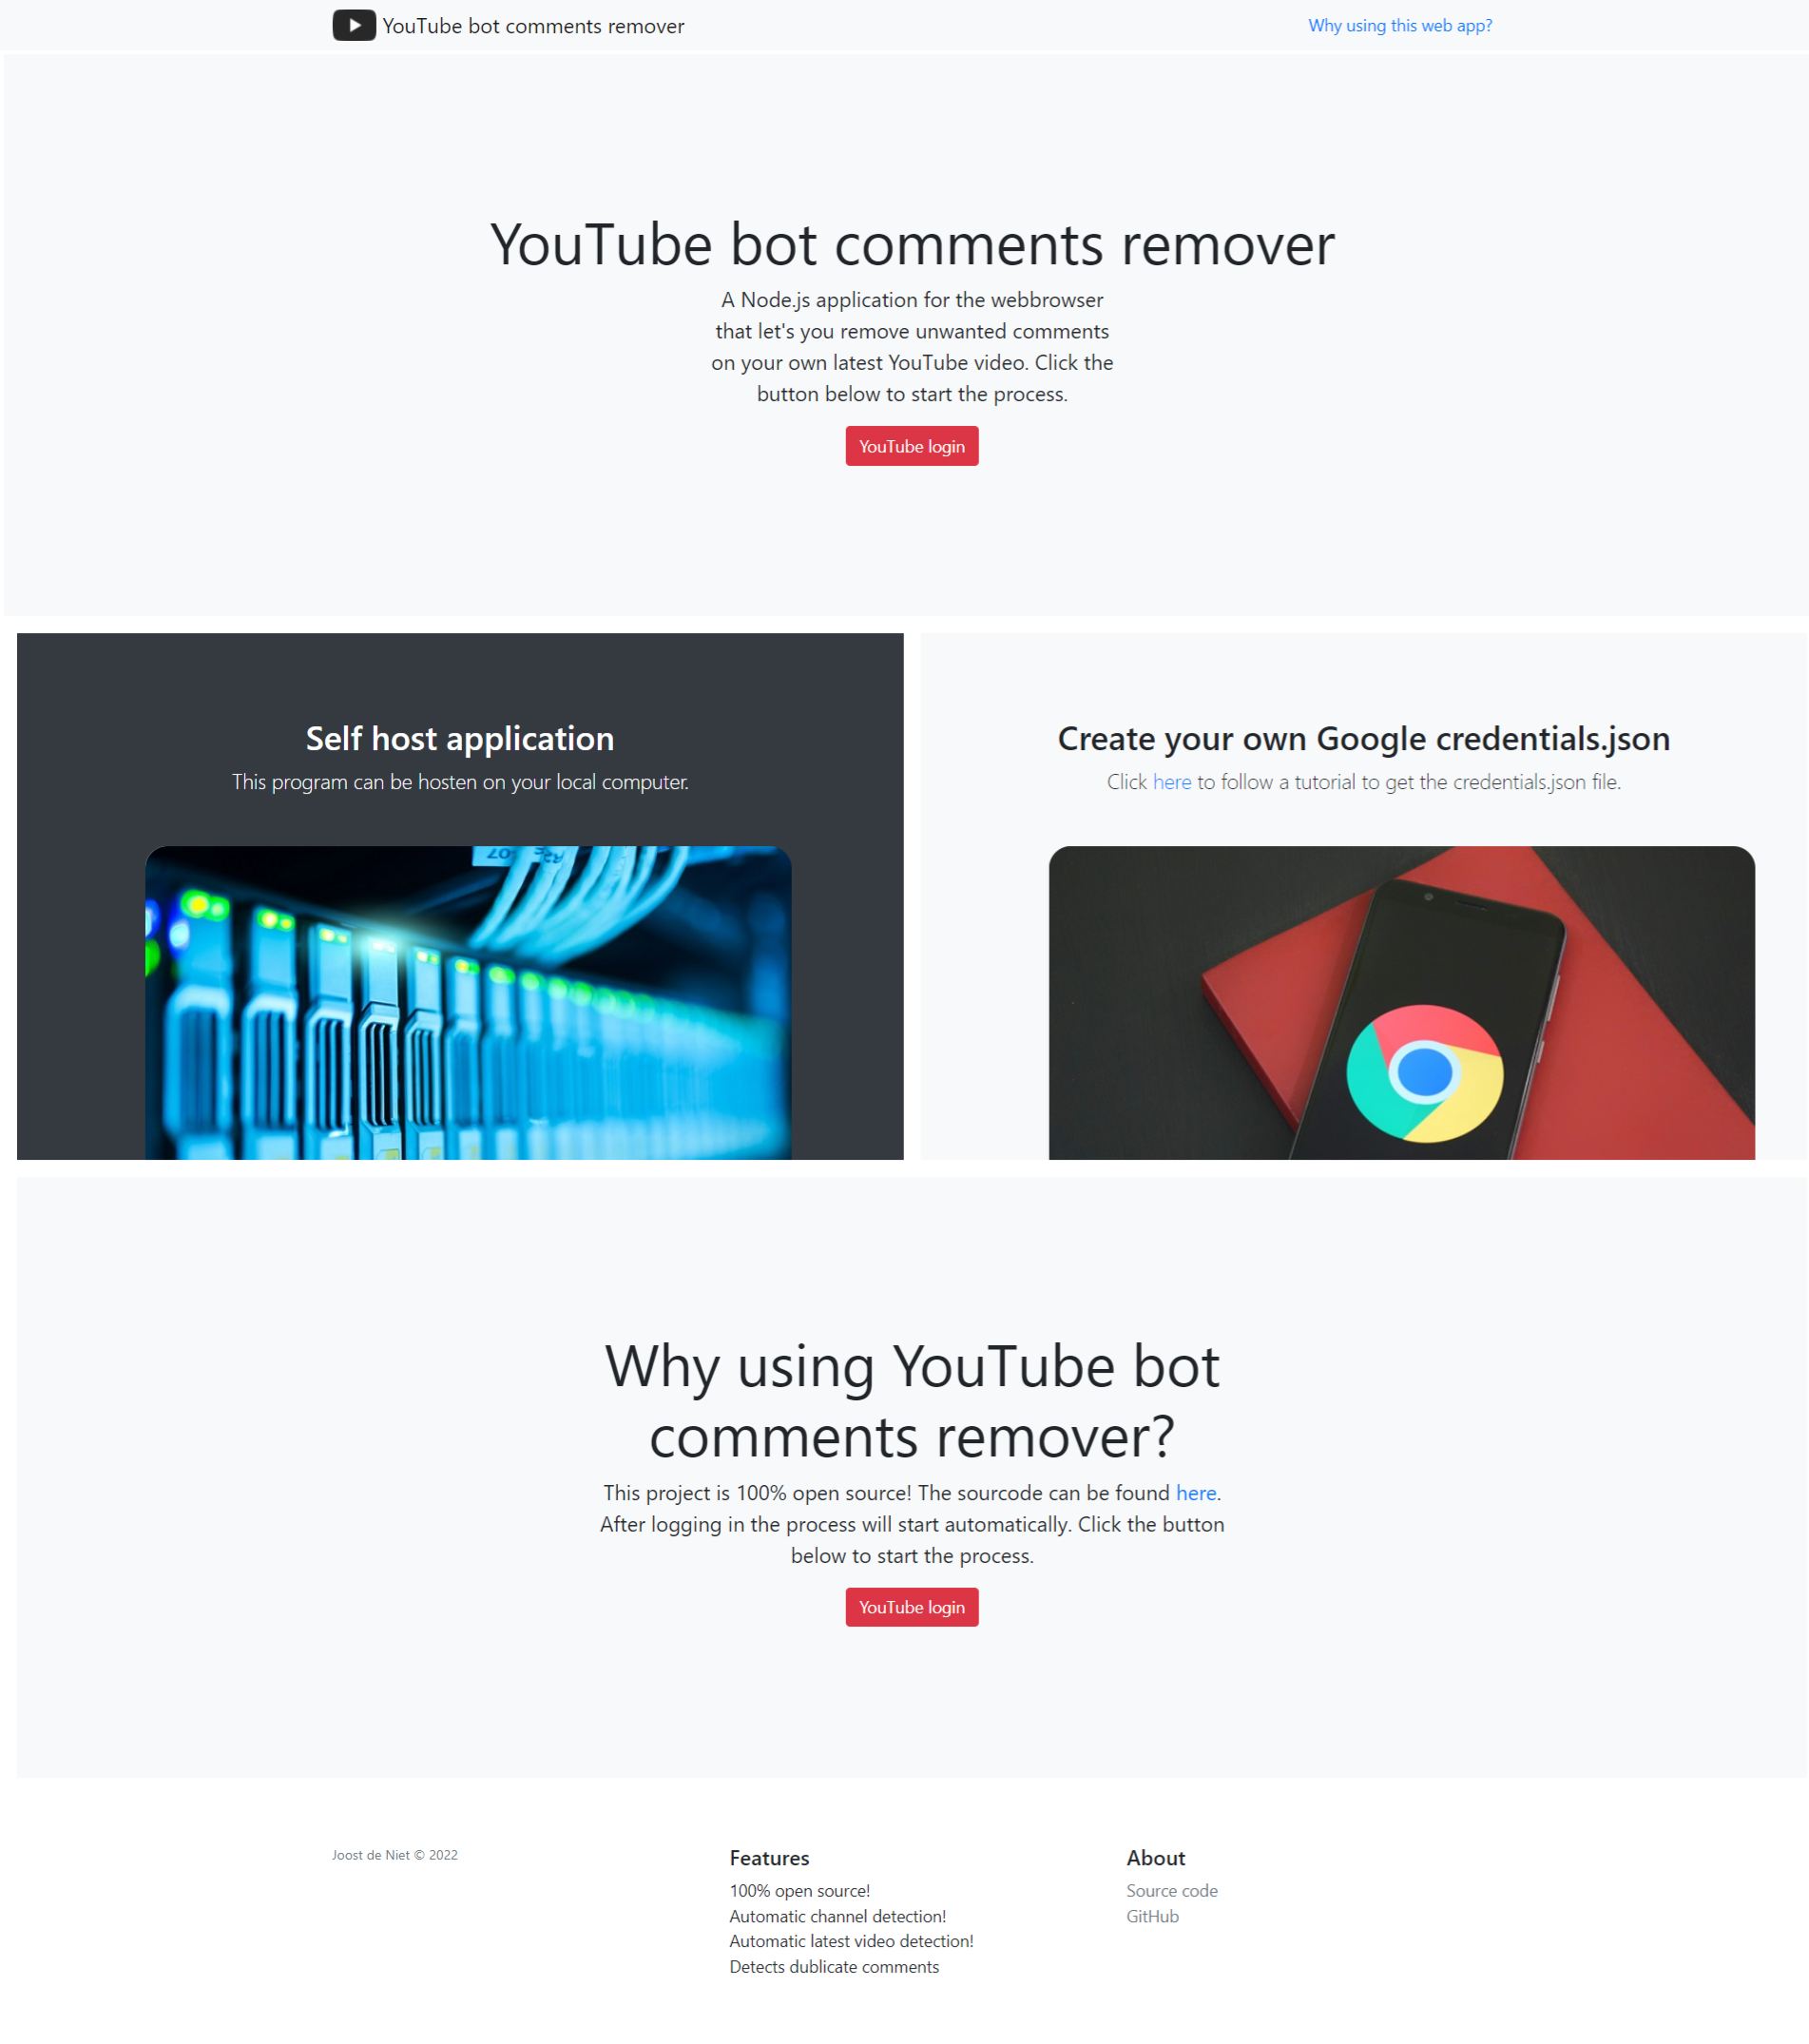 YouTube bot comments remover
Why using this web app?
YouTube bot comments remover
A Node.js application for the webbrowser
that let's you remove unwanted comments
on your own latest YouTube video. Click the
button below to start the process.
YouTube login
Self host application
This program can be hosten on your local computer.
Create your own Google credentials.json
Click here to follow a tutorial to get the credentials.json file.
Why using YouTube bot
comments remover?
This project is 100% open source! The sourcode can be found here.
After logging in the process will start automatically. Click the button
below to start the process.
YouTube login
Joost de Niet © 2022
Features
100% open source!
Automatic channel detection!
Automatic latest video detection!
Detects dublicate comments
About
Source code
GitHub